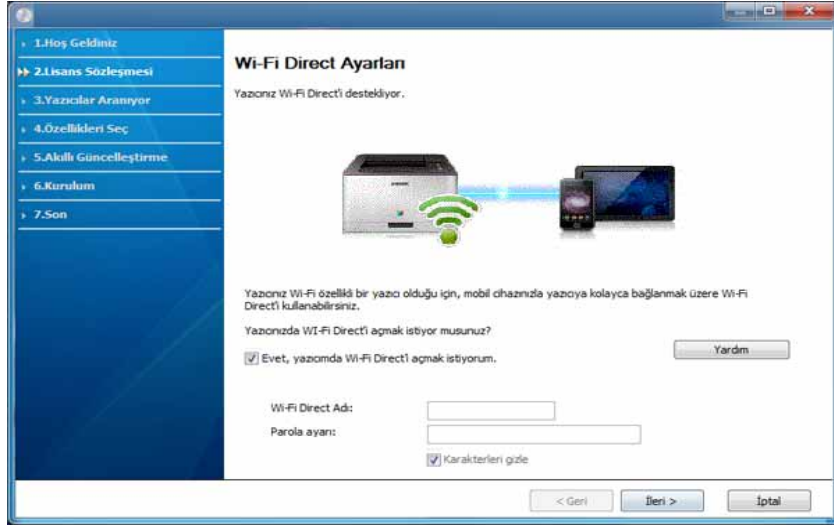 1.Hoş Geldiniz
2.Lisans Sözleşmesi
3.Yazıcılar Aranıyor
4.Özellikleri Seç
5.Akıllı Güncelleştirme
6.Kurulum
7.Son
Wi-Fi Direct Ayarları
Yazıcınız Wi-Fi Direct'i destekliyor.
SAMSUNG
Yazıcınız Wi-Fi özellikli bir yazıcı olduğu için, mobil cihazınızla yazıcıya kolayca bağlanmak üzere Wi-Fi
Direct'i kullanabilirsiniz.
Yazıcınızda WI-Fi Direct'i açmak istiyor musunuz?
Yardım
Evet, yazıcımda Wi-Fi Direct'i açmak istiyorum.
Wi-Fi Direct Adı:
Parola ayarı:
Karakterleri gizle
< Geri
İleri >
İptal